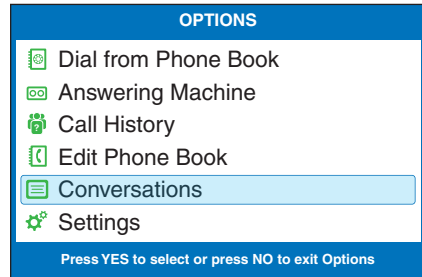 OPTIONS
Dial from Phone Book
Answering Machine
Call History
Edit Phone Book
Conversations
Settings
Press YES to select or press NO to exit Options